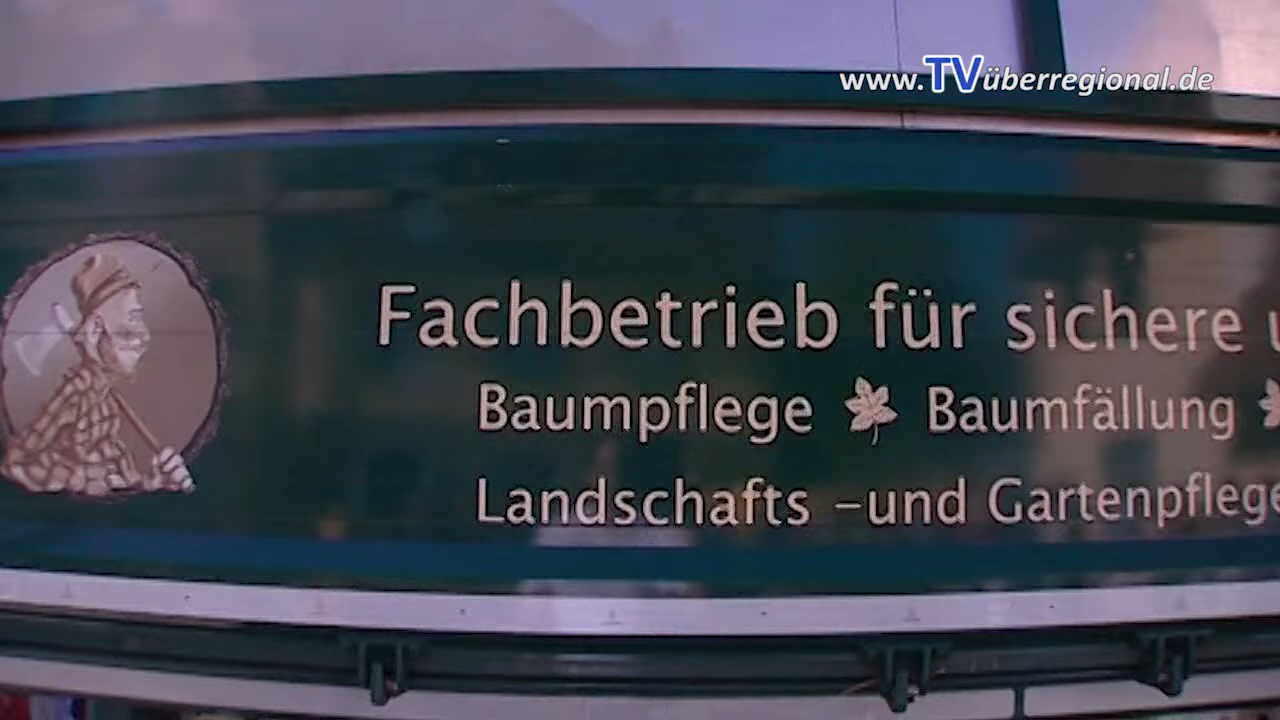 www.TVüberregional.de
Fachbetrieb für sichere
Baumpflege Baumfällung
Landschafts –und Gartenpflege